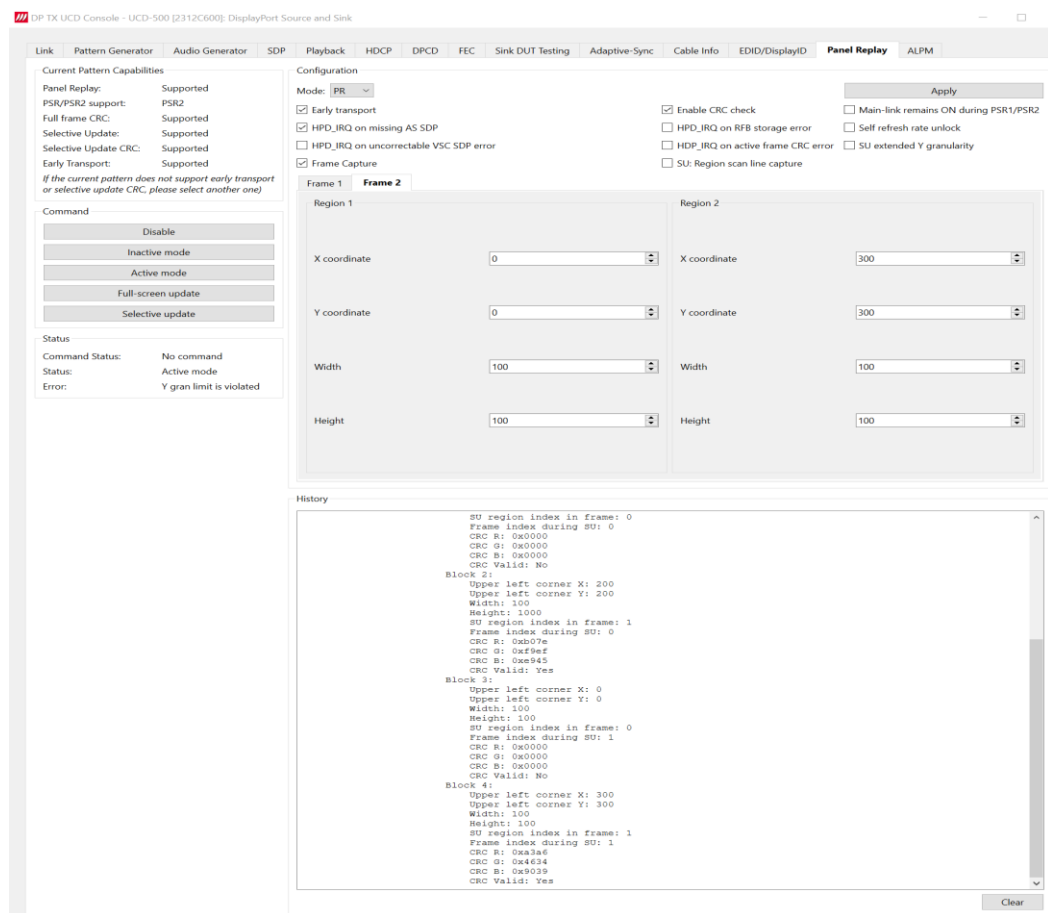 DP TX UCD Console - UCD-500 [2312C600]: DisplayPort Source and Sink
Link Pattern Generator Audio Generator SDP Playback HDCP DPCD FEC Sink DUT Testing Adaptive-Sync Cable Info EDID/DisplayID Panel Replay ALPM
Current Pattern Capabilities
Panel Replay: Supported
PSR/PSR2 support: PSR2
Full frame CRC: Supported
Selective Update: Supported
Selective Update CRC: Supported
Early Transport: Supported
If the current pattern does not support early transport
or selective update CRC, please select another one)
Command
Disable
Inactive mode
Active mode
Full-screen update
Selective update
Status
Command Status: No command
Status: Active mode
Error: Y gran limit is violated
Configuration
Mode: PR Apply
Early transport Enable CRC check Main-link remains ON during PSR1/PSR2
HPD_IRQ on missing AS SDP HPD_IRQ on RFB storage error Self refresh rate unlock
HPD_IRQ on uncorrectable VSC SDP error HDP_IRQ on active frame CRC error SU extended Y granularity
Frame Capture SU: Region scan line capture
Frame 1 Frame 2
Region 1 Region 2
X coordinate 0 X coordinate 300
Y coordinate 0 Y coordinate 300
Width 100 Width 100
Height 100 Height 100
History
SU region index in frame: 0
Frame index during SU: 0
CRC R: 0x0000
CRC G: 0x0000
CRC B: 0x0000
CRC Valid: No
Block 2:
Upper left corner X: 200
Upper left corner Y: 200
Width: 100
Height: 1000
SU region index in frame: 1
Frame index during SU: 0
CRC R: 0xb07e
CRC G: 0xf9ef
CRC B: 0xe945
CRC Valid: Yes
Block 3:
Upper left corner X: 0
Upper left corner Y: 0
Width: 100
Height: 100
SU region index in frame: 0
Frame index during SU: 1
CRC R: 0x0000
CRC G: 0x0000
CRC B: 0x0000
CRC Valid: No
Block 4:
Upper left corner X: 300
Upper left corner Y: 300
Width: 100
Height: 100
SU region index in frame: 1
Frame index during SU: 1
CRC R: 0xa3a6
CRC G: 0x4634
CRC B: 0x9039
CRC Valid: Yes
Clear